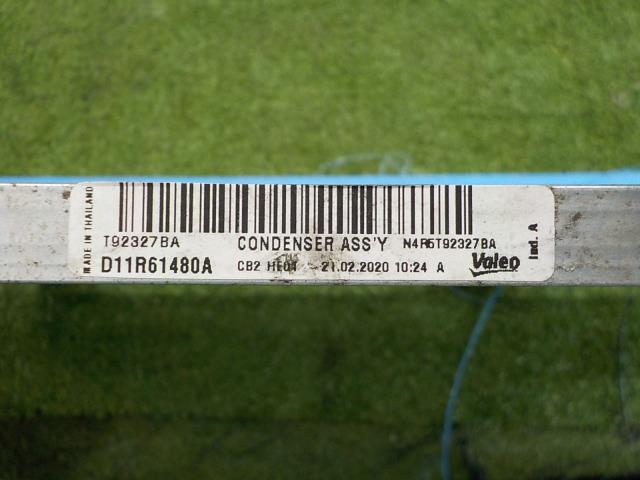 MADE IN THAILAND
T92327BA CONDENSER ASS'Y N4R5T92327BA
D11R61480A CB2 - 21.02.2020 10:24 A Valeo
Ind. A